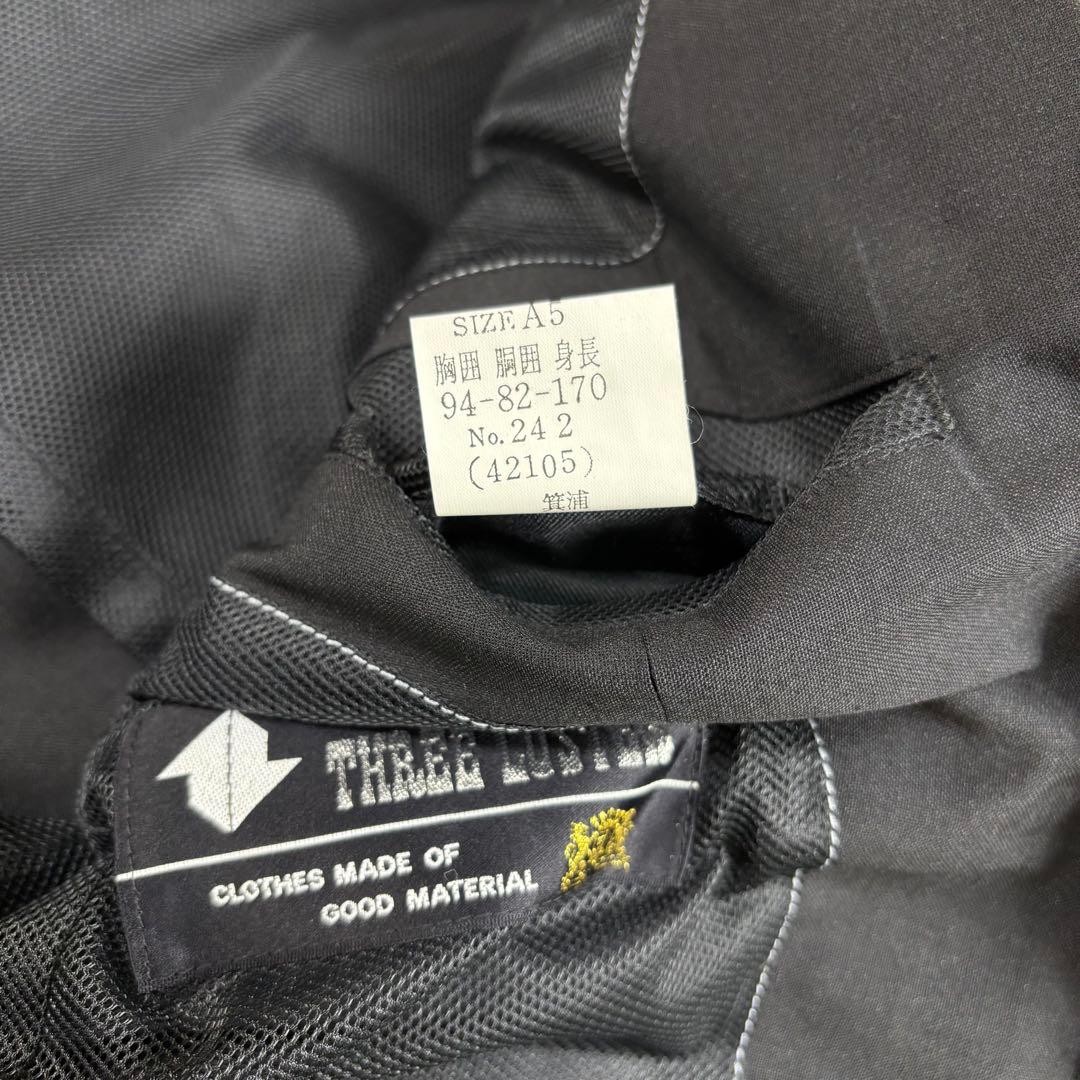 SIZE A5
胸囲 胴囲 身長
94-82-170
No. 24 2
(42105)
箕浦
THREE
CLOTHES MADE OF
GOOD MATERIAL